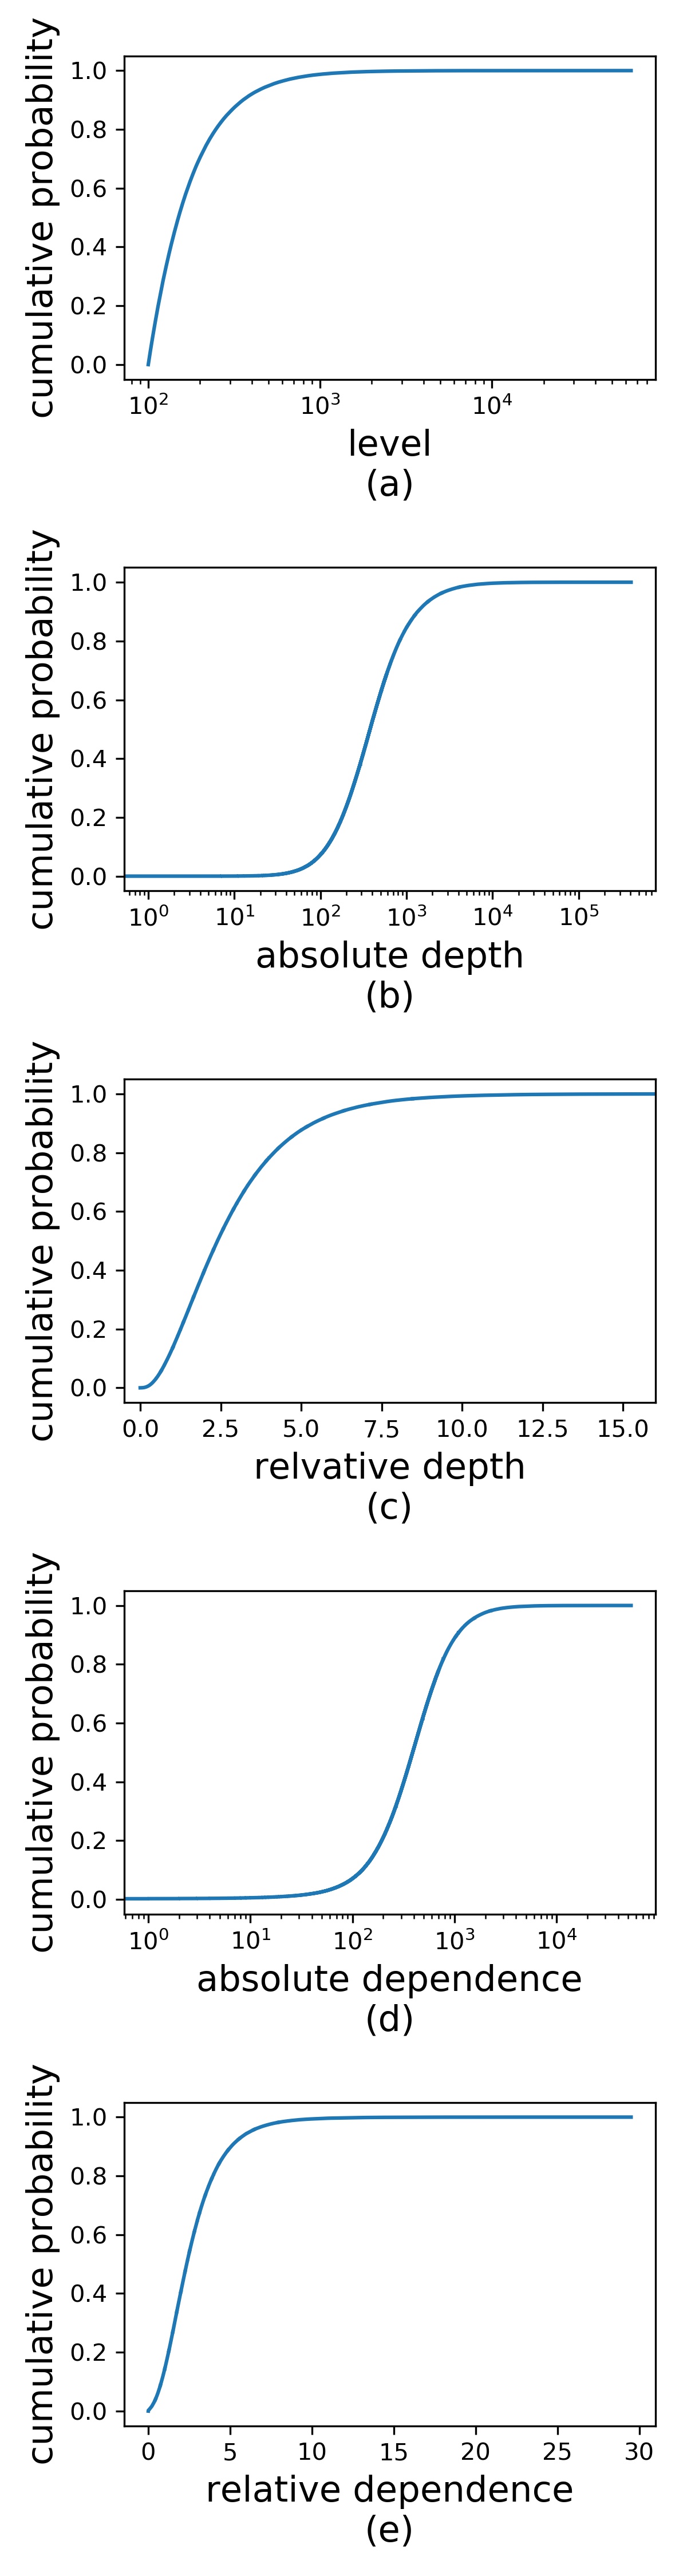 cumulative probability
1.0
0.8
0.6
0.4
0.2
0.0
10² 10³ 10⁴
level
(a)
cumulative probability
1.0
0.8
0.6
0.4
0.2
0.0
10⁰ 10¹ 10² 10³ 10⁴ 10⁵
absolute depth
(b)
cumulative probability
1.0
0.8
0.6
0.4
0.2
0.0
0.0 2.5 5.0 7.5 10.0 12.5 15.0
relvative depth
(c)
cumulative probability
1.0
0.8
0.6
0.4
0.2
0.0
10⁰ 10¹ 10² 10³ 10⁴
absolute dependence
(d)
cumulative probability
1.0
0.8
0.6
0.4
0.2
0.0
0 5 10 15 20 25 30
relative dependence
(e)